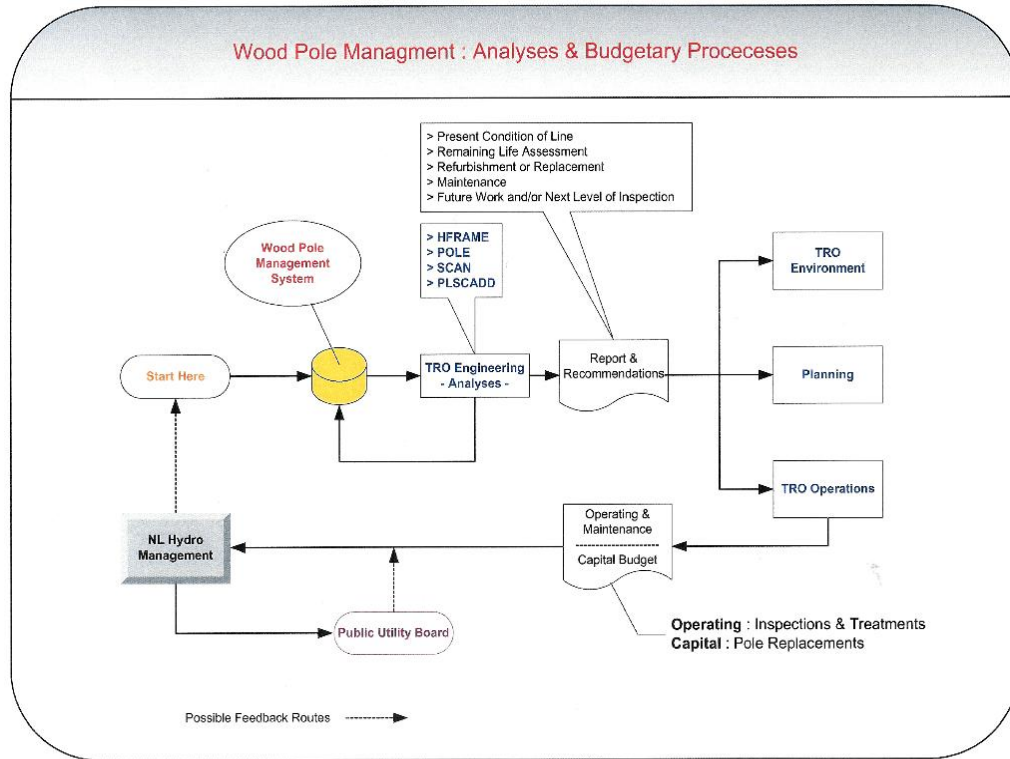 Wood Pole Managment : Analyses & Budgetary Proceceses
> Present Condition of Line
> Remaining Life Assessment
> Refurbishment or Replacement
> Maintenance
> Future Work and/or Next Level of Inspection
Wood Pole
Management
System
> HFRAME
> POLE
> SCAN
> PLSCADD
TRO
Environment
Start Here
TRO Engineering
- Analyses -
Report &
Recommendations
Planning
TRO Operations
Operating &
Maintenance
Capital Budget
NL Hydro
Management
Public Utility Board
Operating : Inspections & Treatments
Capital : Pole Replacements
Possible Feedback Routes